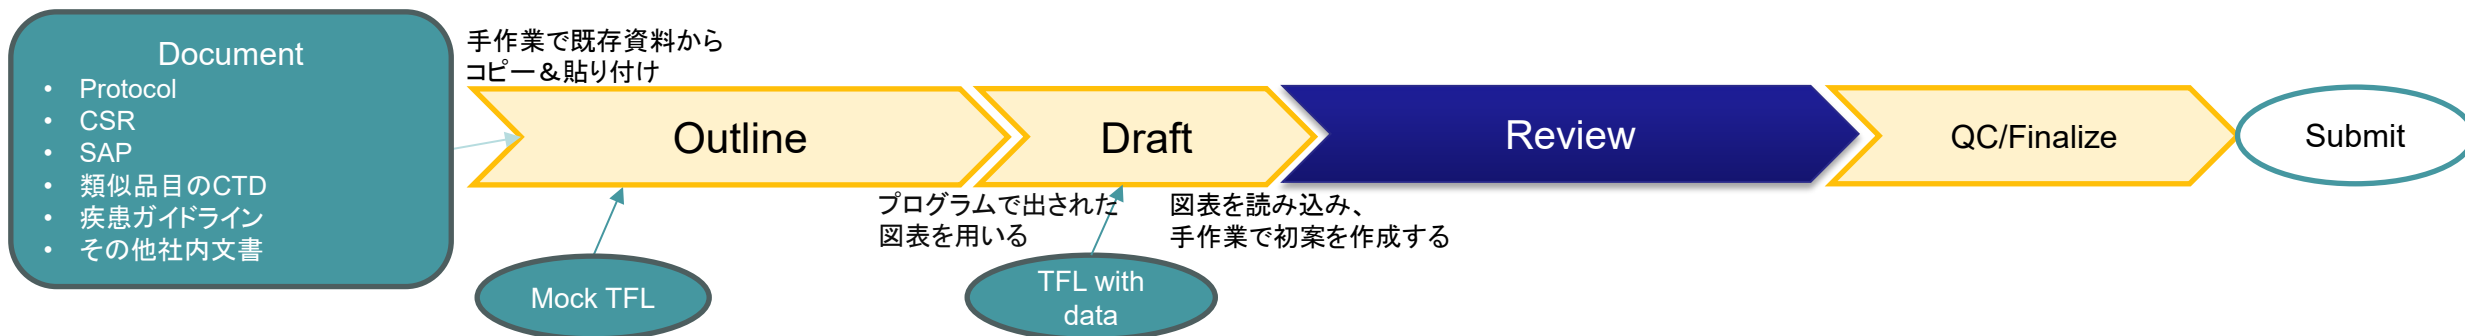 Document
• Protocol
• CSR
• SAP
• 類似品目のCTD
• 疾患ガイドライン
• その他社内文書
手作業で既存資料から
コピー＆貼り付け
Outline
Draft
Review
QC/Finalize
Submit
プログラムで出された
図表を用いる
図表を読み込み、
手作業で初案を作成する
Mock TFL
TFL with
data